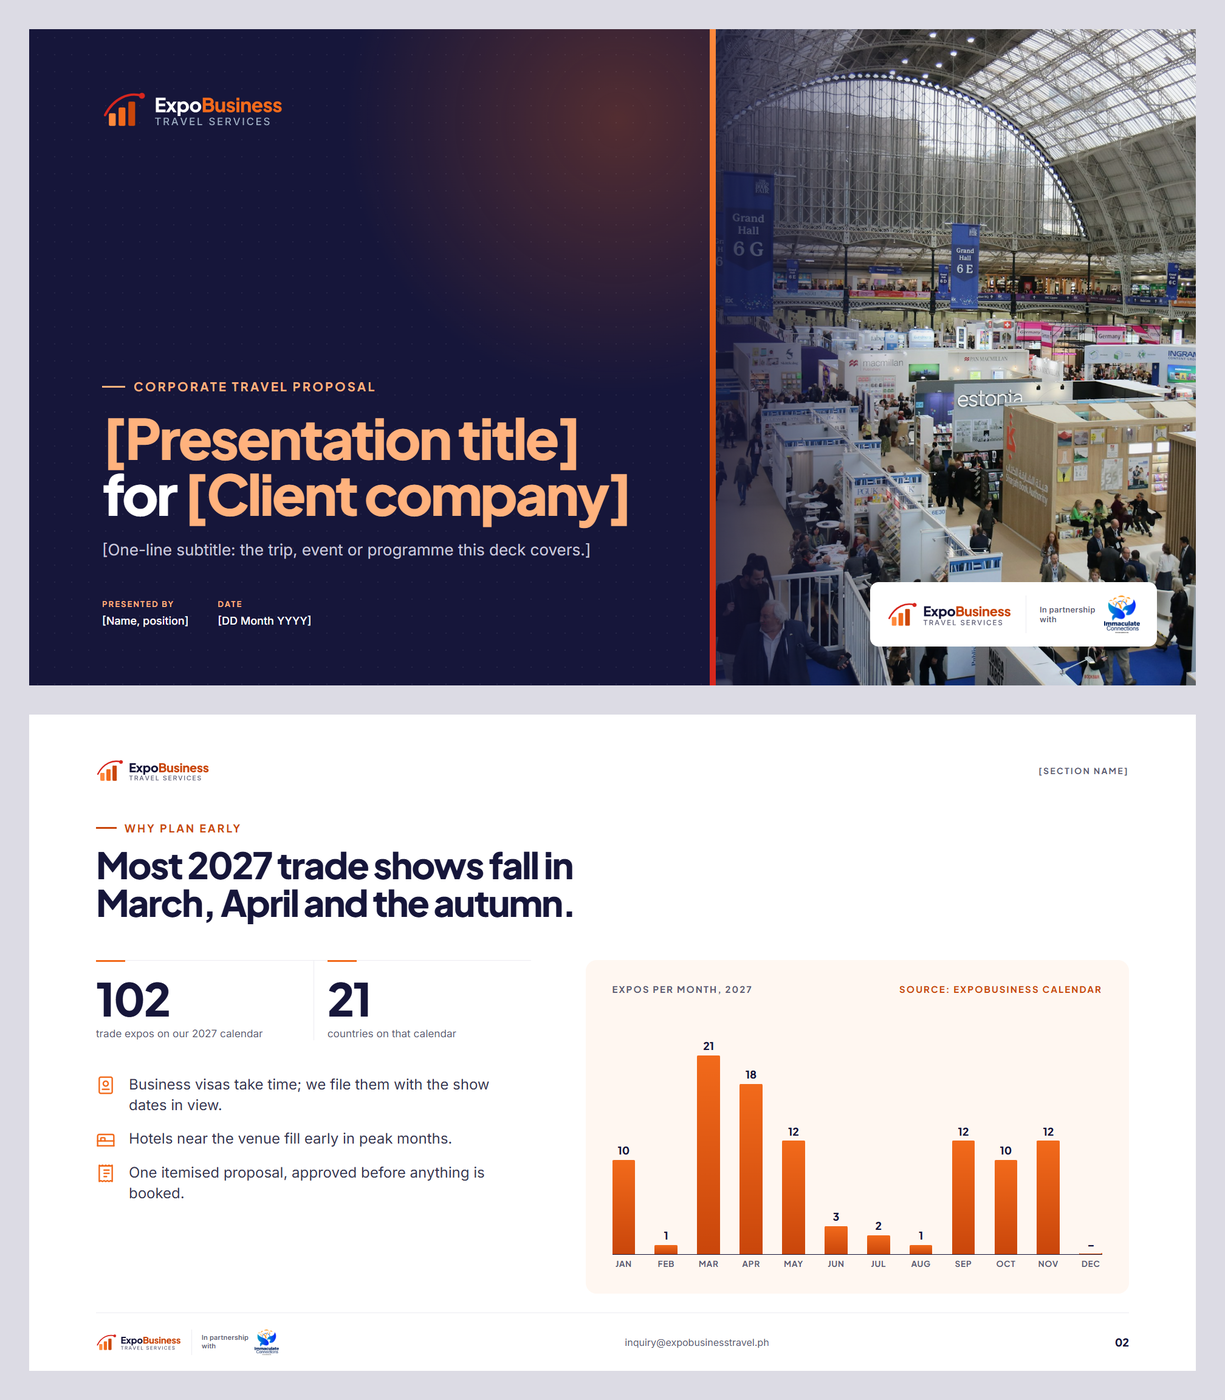 ExpoBusiness
TRAVEL SERVICES
CORPORATE TRAVEL PROPOSAL
[Presentation title]
for [Client company]
[One-line subtitle: the trip, event or programme this deck covers.]
PRESENTED BY
[Name, position]
DATE
[DD Month YYYY]
Grand
Hall
6 G
Grand
Hall
6 E
macmillan
PAN MACMILLAN
Germany
INGRAM
estonia
ExpoBusiness
TRAVEL SERVICES
In partnership
with
Immaculate
Connections
ExpoBusiness
TRAVEL SERVICES
[SECTION NAME]
WHY PLAN EARLY
Most 2027 trade shows fall in
March, April and the autumn.
102
trade expos on our 2027 calendar
21
countries on that calendar
Business visas take time; we file them with the show
dates in view.
Hotels near the venue fill early in peak months.
One itemised proposal, approved before anything is
booked.
EXPOS PER MONTH, 2027
SOURCE: EXPOBUSINESS CALENDAR
10
1
21
18
12
3
2
1
12
10
12
–
JAN
FEB
MAR
APR
MAY
JUN
JUL
AUG
SEP
OCT
NOV
DEC
ExpoBusiness
TRAVEL SERVICES
In partnership
with
Immaculate
Connections
inquiry@expobusinesstravel.ph
02